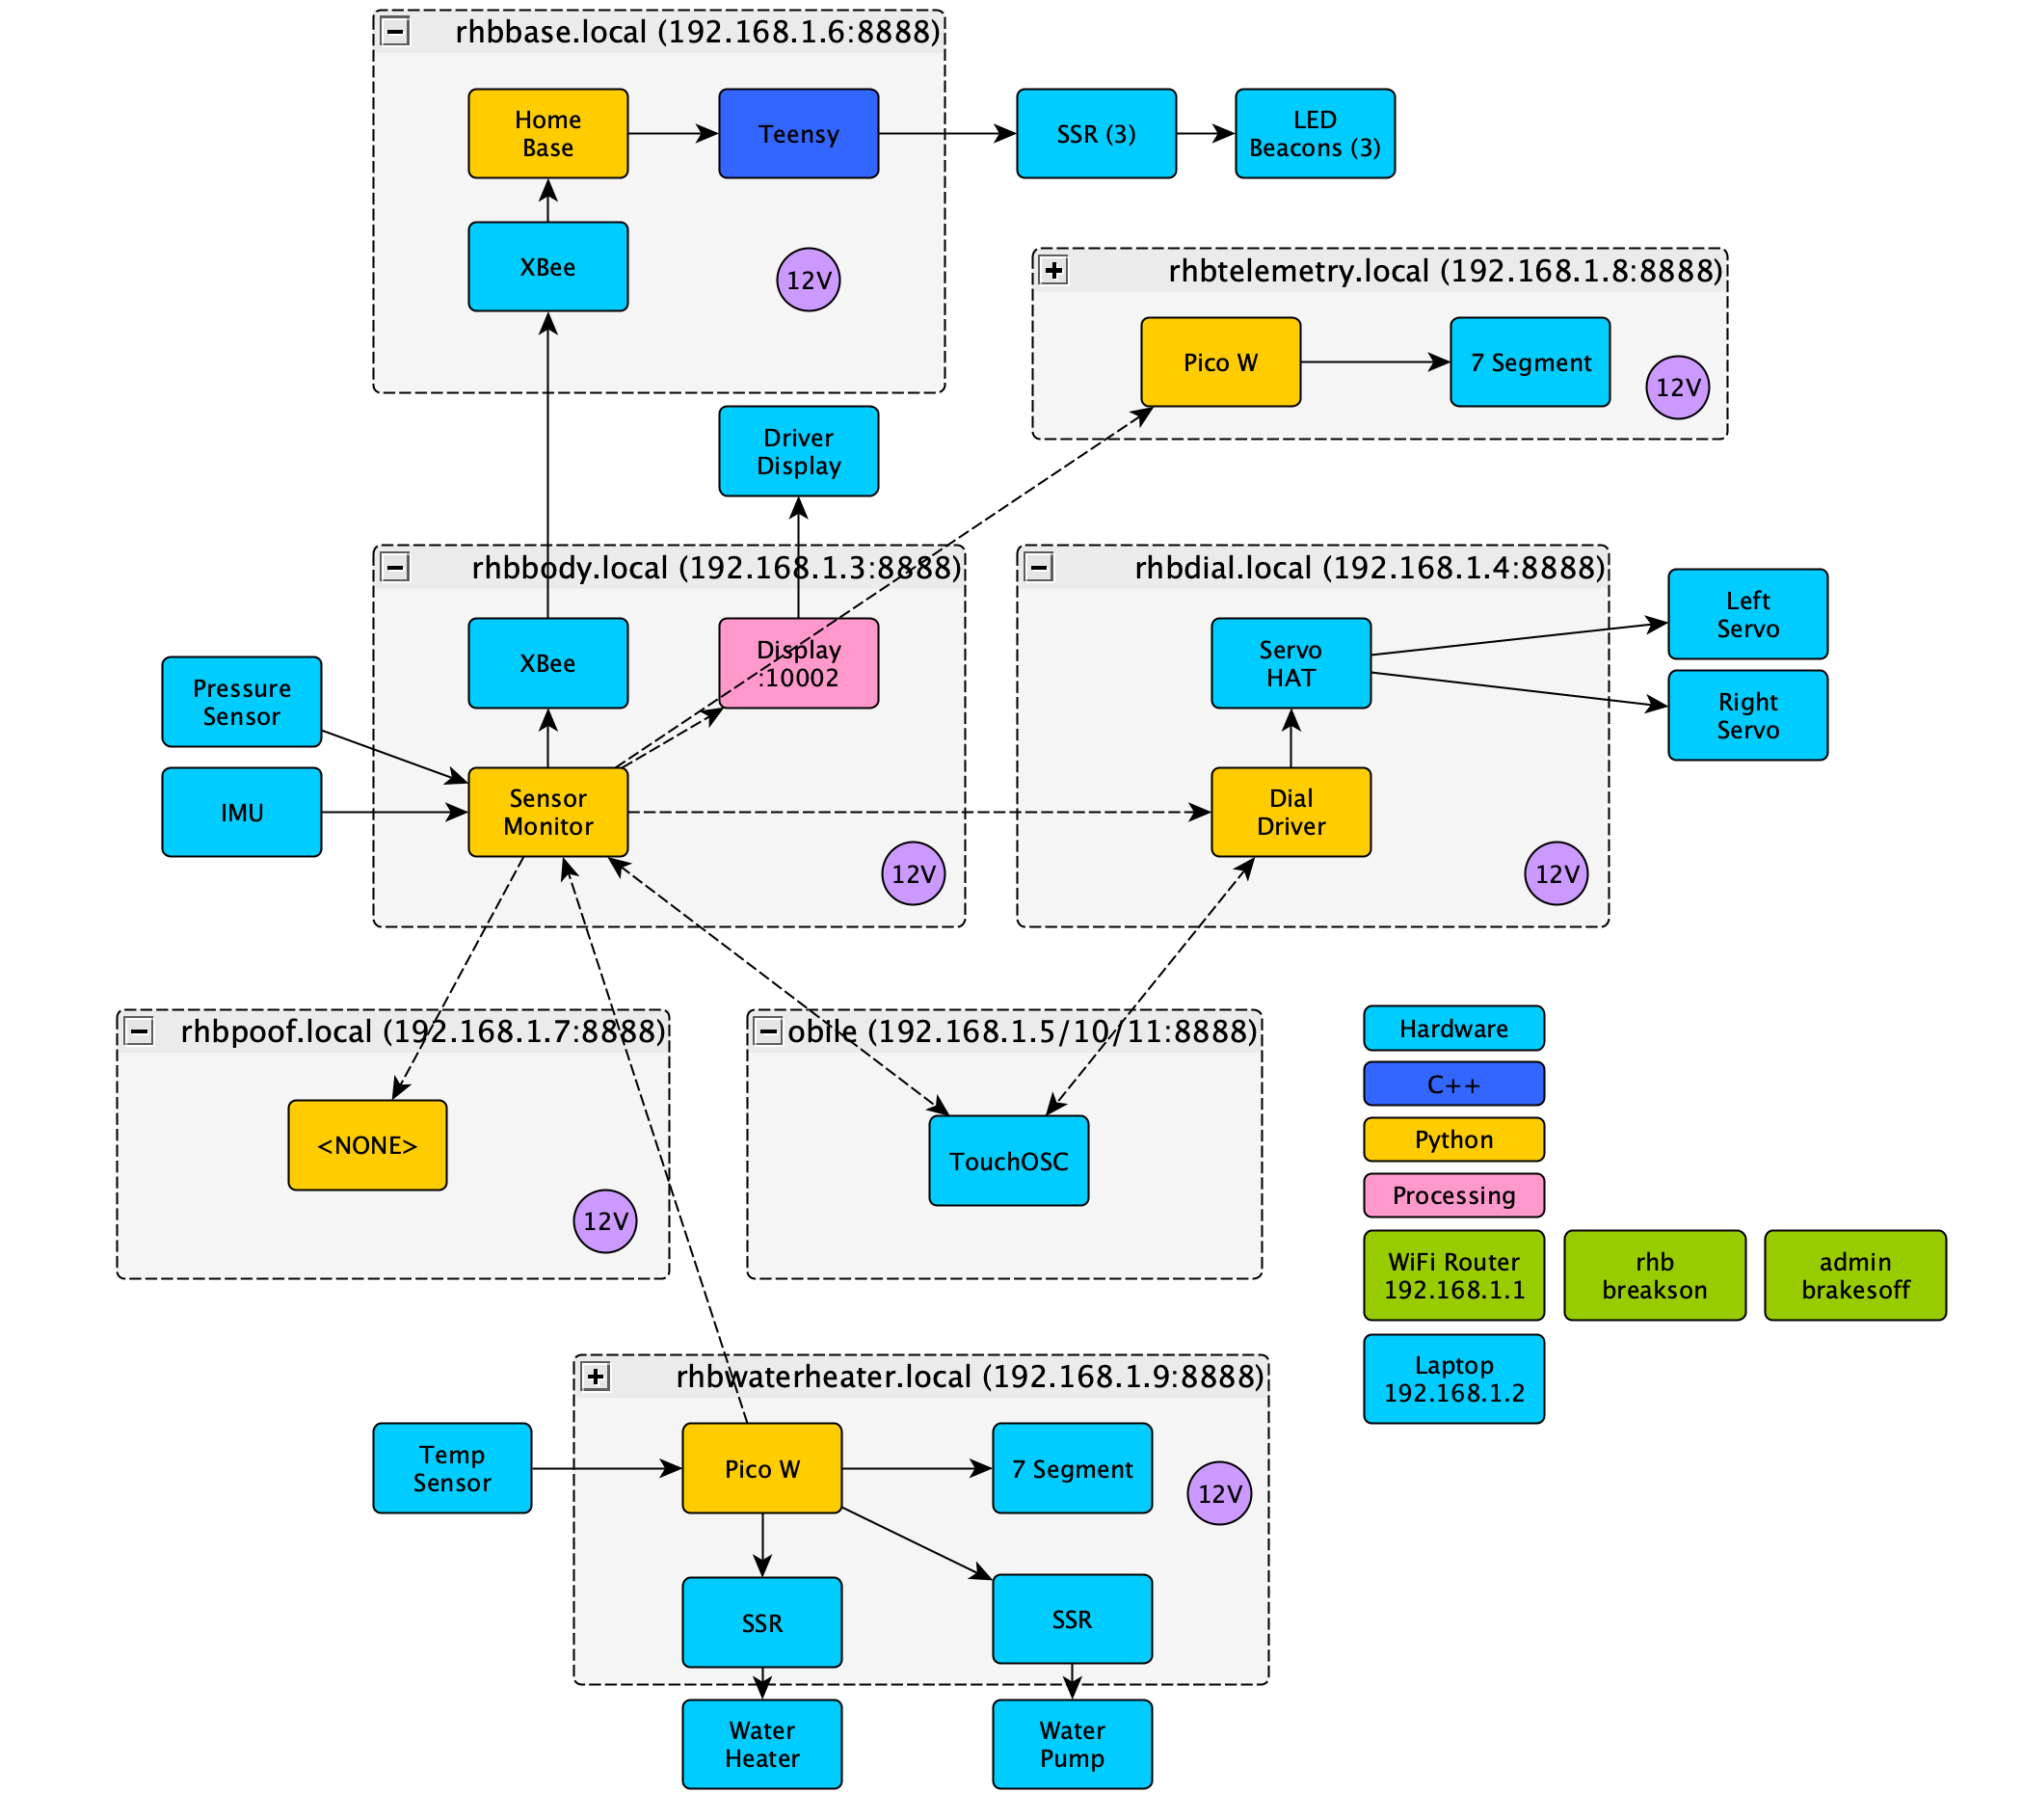 rhbbase.local (192.168.1.6:8888)
Home
Base
Teensy
SSR (3)
LED
Beacons (3)
XBee
12V
rhbtelemetry.local (192.168.1.8:8888)
Pico W
7 Segment
12V
Driver
Display
rhbbody.local (192.168.1.3:8888)
XBee
Display
:10002
Pressure
Sensor
IMU
Sensor
Monitor
12V
rhbdial.local (192.168.1.4:8888)
Servo
HAT
Left
Servo
Right
Servo
Dial
Driver
12V
rhbpoof.local (192.168.1.7:8888)
<NONE>
12V
obile (192.168.1.5/10/11:8888)
TouchOSC
Hardware
C++
Python
Processing
WiFi Router
192.168.1.1
rhb
breakson
admin
brakesoff
Laptop
192.168.1.2
rhbwaterheater.local (192.168.1.9:8888)
Temp
Sensor
Pico W
7 Segment
12V
SSR
SSR
Water
Heater
Water
Pump